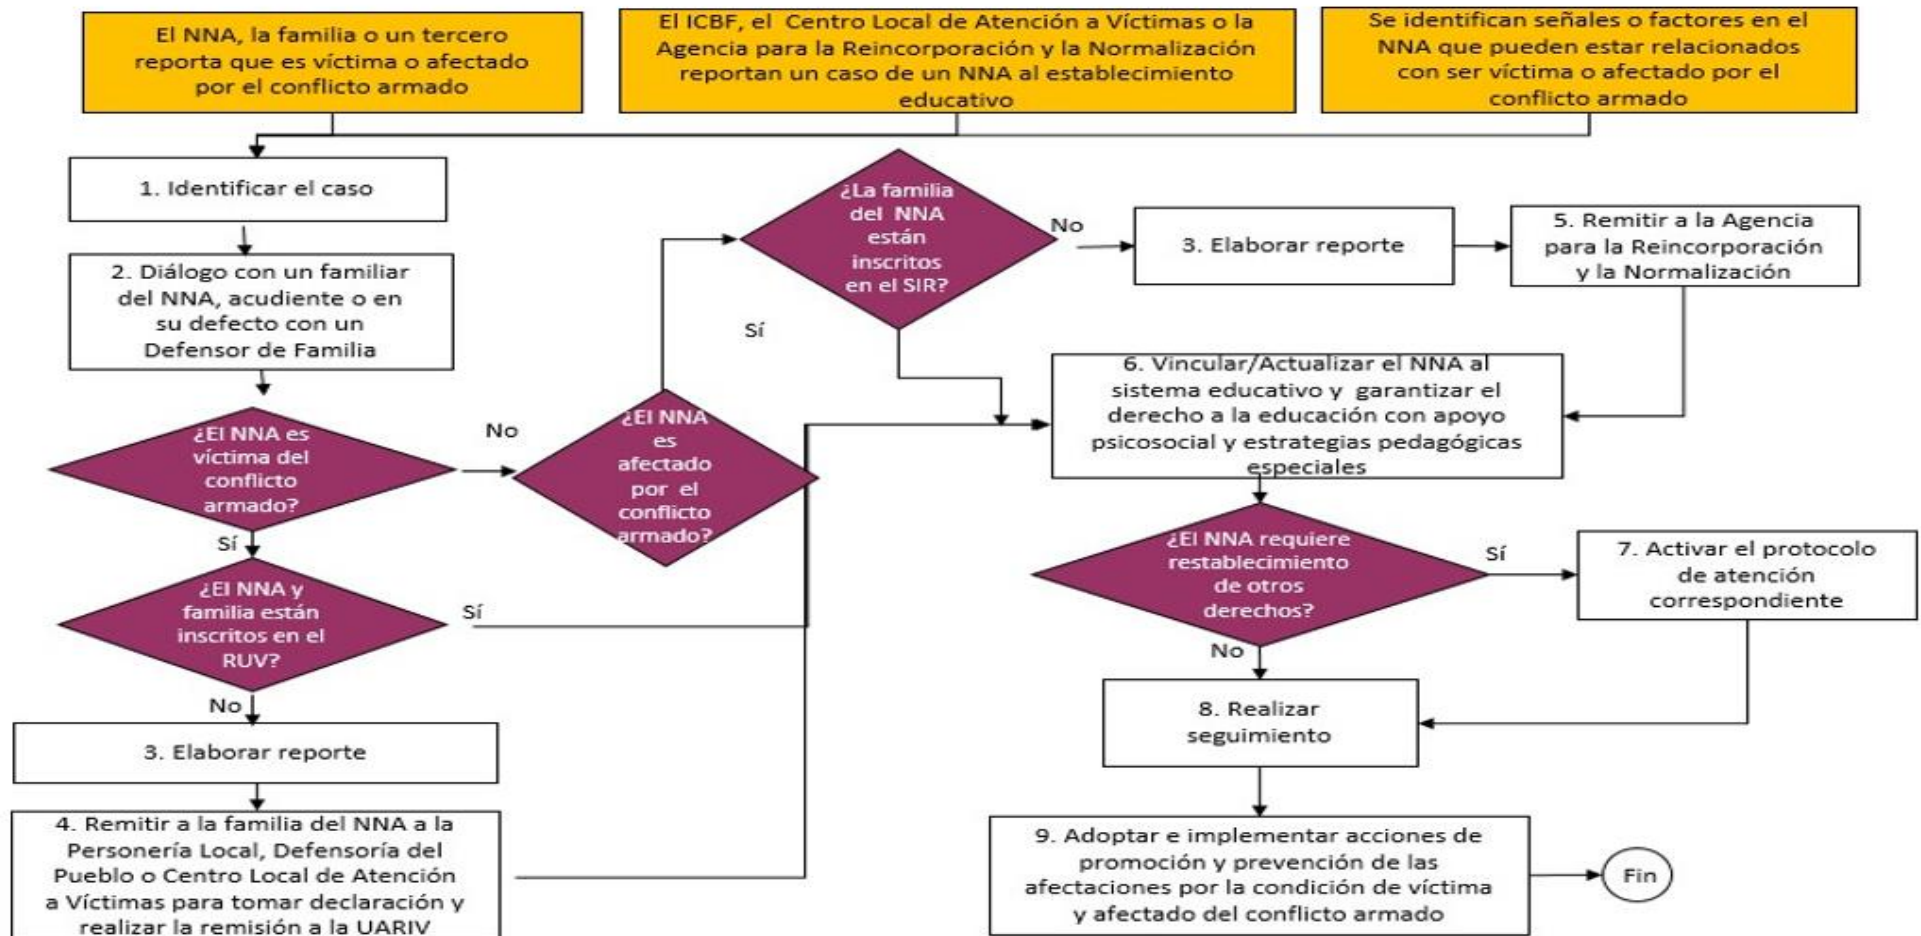 El NNA, la familia o un tercero
reporta que es víctima o afectado
por el conflicto armado
El ICBF, el Centro Local de Atención a Víctimas o la
Agencia para la Reincorporación y la Normalización
reportan un caso de un NNA al establecimiento
educativo
Se identifican señales o factores en el
NNA que pueden estar relacionados
con ser víctima o afectado por el
conflicto armado
1. Identificar el caso
2. Diálogo con un familiar
del NNA, acudiente o en
su defecto con un
Defensor de Familia
¿El NNA es
víctima del
conflicto
armado?
No
Sí
¿El NNA y
familia están
inscritos en el
RUV?
Sí
No
3. Elaborar reporte
4. Remitir a la familia del NNA a la
Personería Local, Defensoría del
Pueblo o Centro Local de Atención
a Víctimas para tomar declaración y
realizar la remisión a la UARIV
¿El NNA
es
afectado
por el
conflicto
armado?
¿La familia
del NNA
están
inscritos
en el SIR?
No
Sí
3. Elaborar reporte
5. Remitir a la Agencia
para la Reincorporación
y la Normalización
6. Vincular/Actualizar el NNA al
sistema educativo y garantizar el
derecho a la educación con apoyo
psicosocial y estrategias pedagógicas
especiales
¿El NNA requiere
restablecimiento
de otros
derechos?
Sí
No
7. Activar el protocolo
de atención
correspondiente
8. Realizar
seguimiento
9. Adoptar e implementar acciones de
promoción y prevención de las
afectaciones por la condición de víctima
y afectado del conflicto armado
Fin